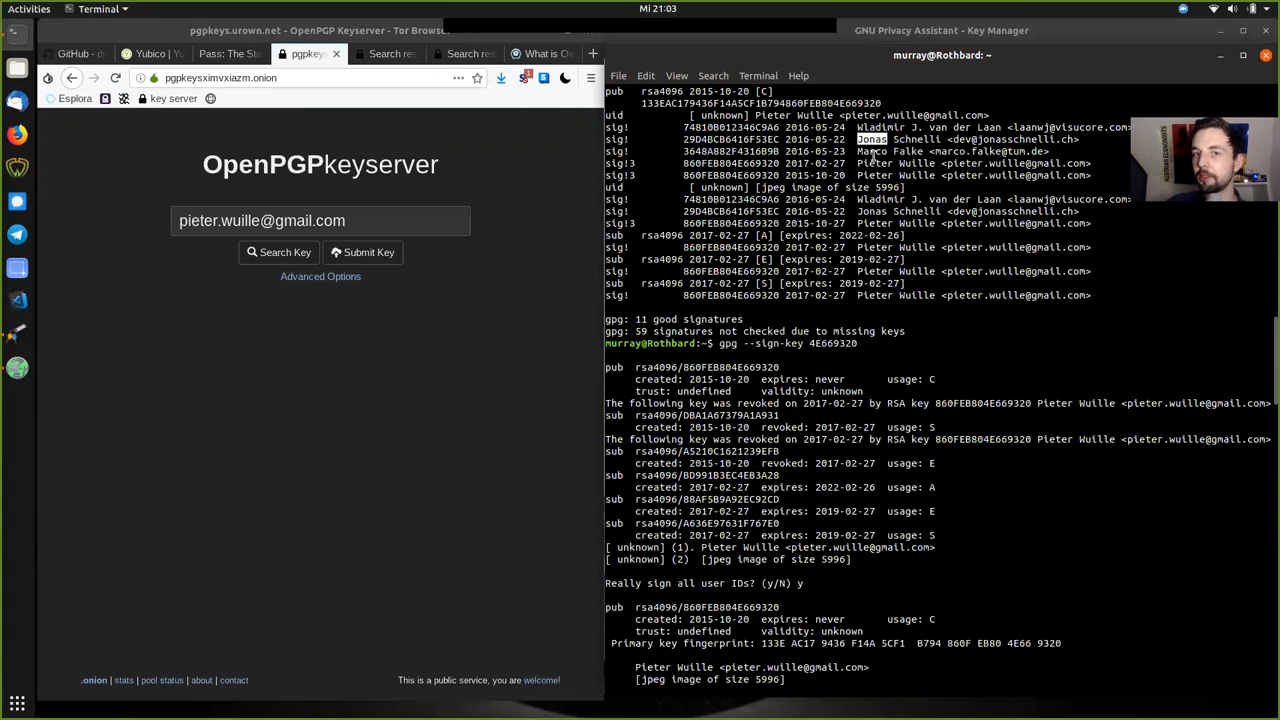 Activities
Terminal
Mi 21:03
pgpkeys.urown.net - OpenPGP Keyserver - Tor Brows
GNU Privacy Assistant - Key Manager
GitHub - d
Yubico | Yu
Pass: The Sta
pgpkeys
Search res
Search res
What is Ov
murray@Rothbard: ~
pgpkeysximvxiazm.onion
File Edit View Search Terminal Help
Esplora
key server
OpenPGPkeyserver
pieter.wuille@gmail.com
Search Key
Submit Key
Advanced Options
.onion | stats | pool status | about | contact
This is a public service, you are welcome!
pub rsa4096 2015-10-20 [C]
133EAC179436F14A5CF1B794860FEB804E669320
uid [ unknown] Pieter Wuille <pieter.wuille@gmail.com>
sig! 74810B012346C9A6 2016-05-24 Wladimir J. van der Laan <laanwj@visucore.com>
sig! 29D4BCB6416F53EC 2016-05-22 Jonas Schnelli <dev@jonasschnelli.ch>
sig! 3648A882F4316B9B 2016-05-23 Marco Falke <marco.falke@tum.de>
sig!3 860FEB804E669320 2017-02-27 Pieter Wuille <pieter.wuille@gmail.com>
sig!3 860FEB804E669320 2015-10-20 Pieter Wuille <pieter.wuille@gmail.com>
uid [ unknown] [jpeg image of size 5996]
sig! 74810B012346C9A6 2016-05-24 Wladimir J. van der Laan <laanwj@visucore.com>
sig! 29D4BCB6416F53EC 2016-05-22 Jonas Schnelli <dev@jonasschnelli.ch>
sig!3 860FEB804E669320 2015-10-27 Pieter Wuille <pieter.wuille@gmail.com>
sub rsa4096 2017-02-27 [A] [expires: 2022-02-26]
sig! 860FEB804E669320 2017-02-27 Pieter Wuille <pieter.wuille@gmail.com>
sub rsa4096 2017-02-27 [E] [expires: 2019-02-27]
sig! 860FEB804E669320 2017-02-27 Pieter Wuille <pieter.wuille@gmail.com>
sub rsa4096 2017-02-27 [S] [expires: 2019-02-27]
sig! 860FEB804E669320 2017-02-27 Pieter Wuille <pieter.wuille@gmail.com>
gpg: 11 good signatures
gpg: 59 signatures not checked due to missing keys
murray@Rothbard:~$ gpg --sign-key 4E669320
pub rsa4096/860FEB804E669320
created: 2015-10-20 expires: never usage: C
trust: undefined validity: unknown
The following key was revoked on 2017-02-27 by RSA key 860FEB804E669320 Pieter Wuille <pieter.wuille@gmail.com>
sub rsa4096/DBA1A67379A1A931
created: 2015-10-20 revoked: 2017-02-27 usage: S
The following key was revoked on 2017-02-27 by RSA key 860FEB804E669320 Pieter Wuille <pieter.wuille@gmail.com>
sub rsa4096/A5210C1621239EFB
created: 2015-10-20 revoked: 2017-02-27 usage: E
sub rsa4096/BD991B3EC4EB3A28
created: 2017-02-27 expires: 2022-02-26 usage: A
sub rsa4096/88AF5B9A92EC92CD
created: 2017-02-27 expires: 2019-02-27 usage: E
sub rsa4096/A636E97631F767E0
created: 2017-02-27 expires: 2019-02-27 usage: S
[ unknown] (1). Pieter Wuille <pieter.wuille@gmail.com>
[ unknown] (2) [jpeg image of size 5996]
Really sign all user IDs? (y/N) y
pub rsa4096/860FEB804E669320
created: 2015-10-20 expires: never usage: C
trust: undefined validity: unknown
Primary key fingerprint: 133E AC17 9436 F14A 5CF1 B794 860F EB80 4E66 9320
Pieter Wuille <pieter.wuille@gmail.com>
[jpeg image of size 5996]
AUSTRIAN ECONOMISTS